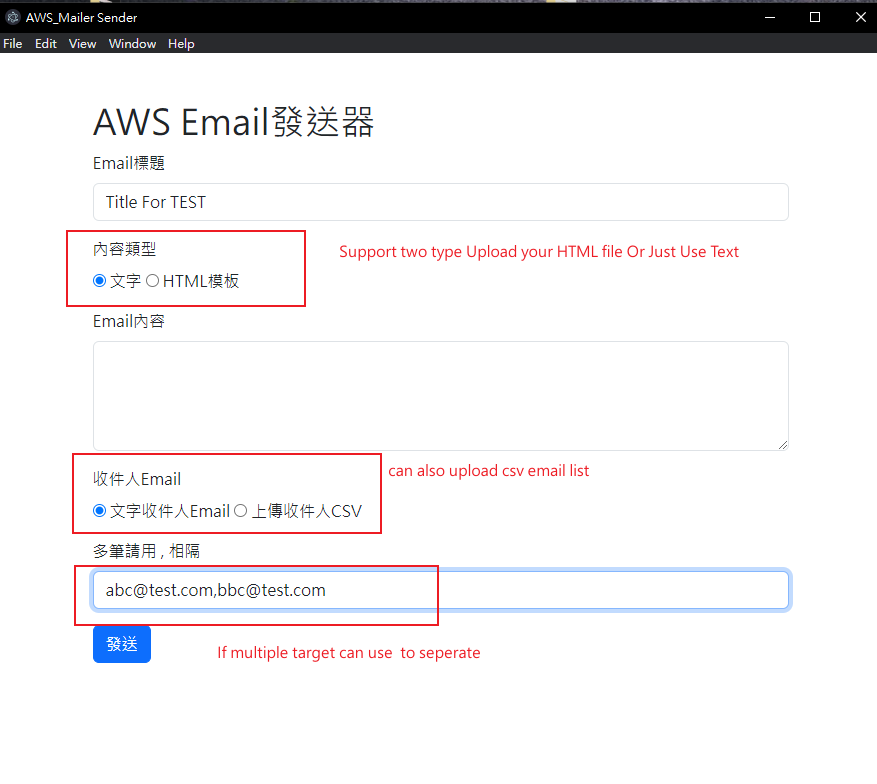 AWS_Mailer Sender
File Edit View Window Help
AWS Email發送器
Email標題
Title For TEST
內容類型
Support two type Upload your HTML file Or Just Use Text
文字 HTML模板
Email內容
can also upload csv email list
收件人Email
文字收件人Email 上傳收件人CSV
多筆請用 , 相隔
abc@test.com,bbc@test.com
發送
If multiple target can use to seperate